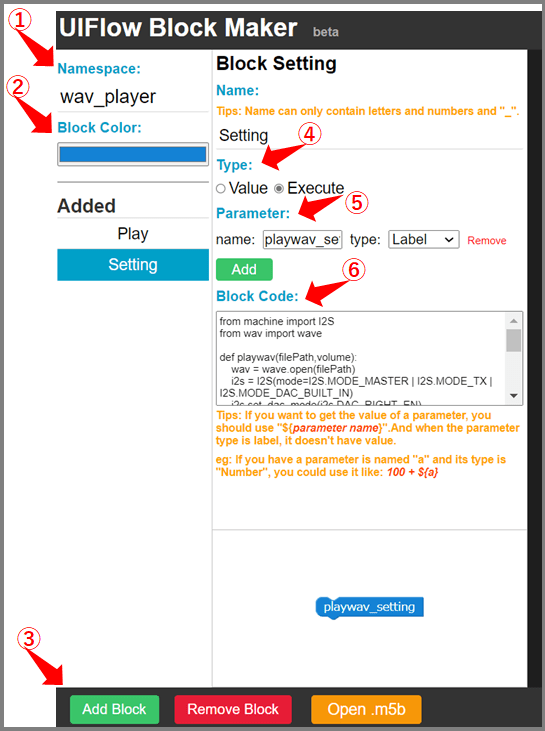 ①
UIFlow Block Maker beta
Namespace:
wav_player
②
Block Color:
Added
Play
Setting
Block Setting
Name:
Tips: Name can only contain letters and numbers and "_".
Setting
④
Type:
Value Execute
⑤
Parameter:
name: playwav_se type: Label Remove
Add
⑥
Block Code:
from machine import I2S
from wav import wave
def playwav(filePath,volume):
wav = wave.open(filePath)
i2s = I2S(mode=I2S.MODE_MASTER | I2S.MODE_TX |
I2S.MODE_DAC_BUILT_IN)
i2s.set_dac_mode(i2s.DAC_RIGHT_EN)
Tips: If you want to get the value of a parameter, you
should use "${parameter name}".And when the parameter
type is label, it doesn't have value.
eg: If you have a parameter is named "a" and its type is
"Number", you could use it like: 100 + ${a}
playwav_setting
③
Add Block Remove Block Open .m5b